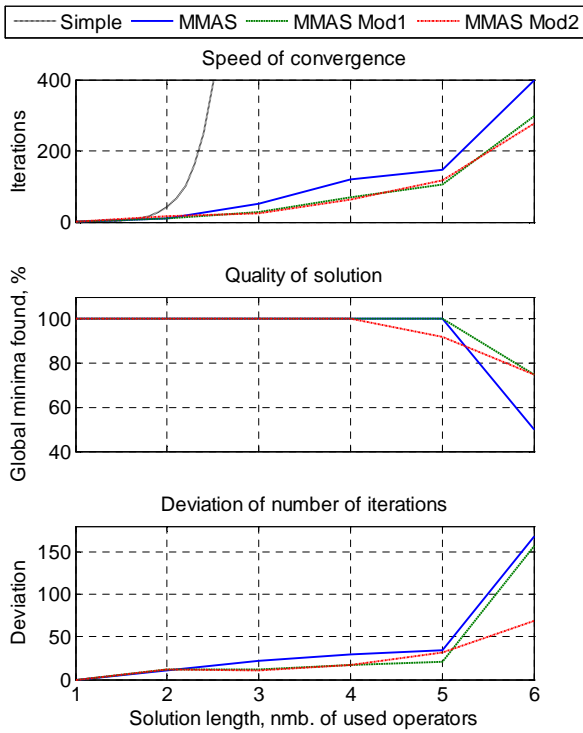 Simple MMAS MMAS Mod1 MMAS Mod2
Speed of convergence
400
200
0
Iterations
Quality of solution
100
80
60
40
Global minima found, %
Deviation of number of iterations
150
100
50
0
Deviation
1 2 3 4 5 6
Solution length, nmb. of used operators